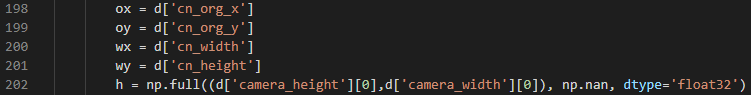 198 ox = d['cn_org_x']
199 oy = d['cn_org_y']
200 wx = d['cn_width']
201 wy = d['cn_height']
202 h = np.full((d['camera_height'][0],d['camera_width'][0]), np.nan, dtype='float32')